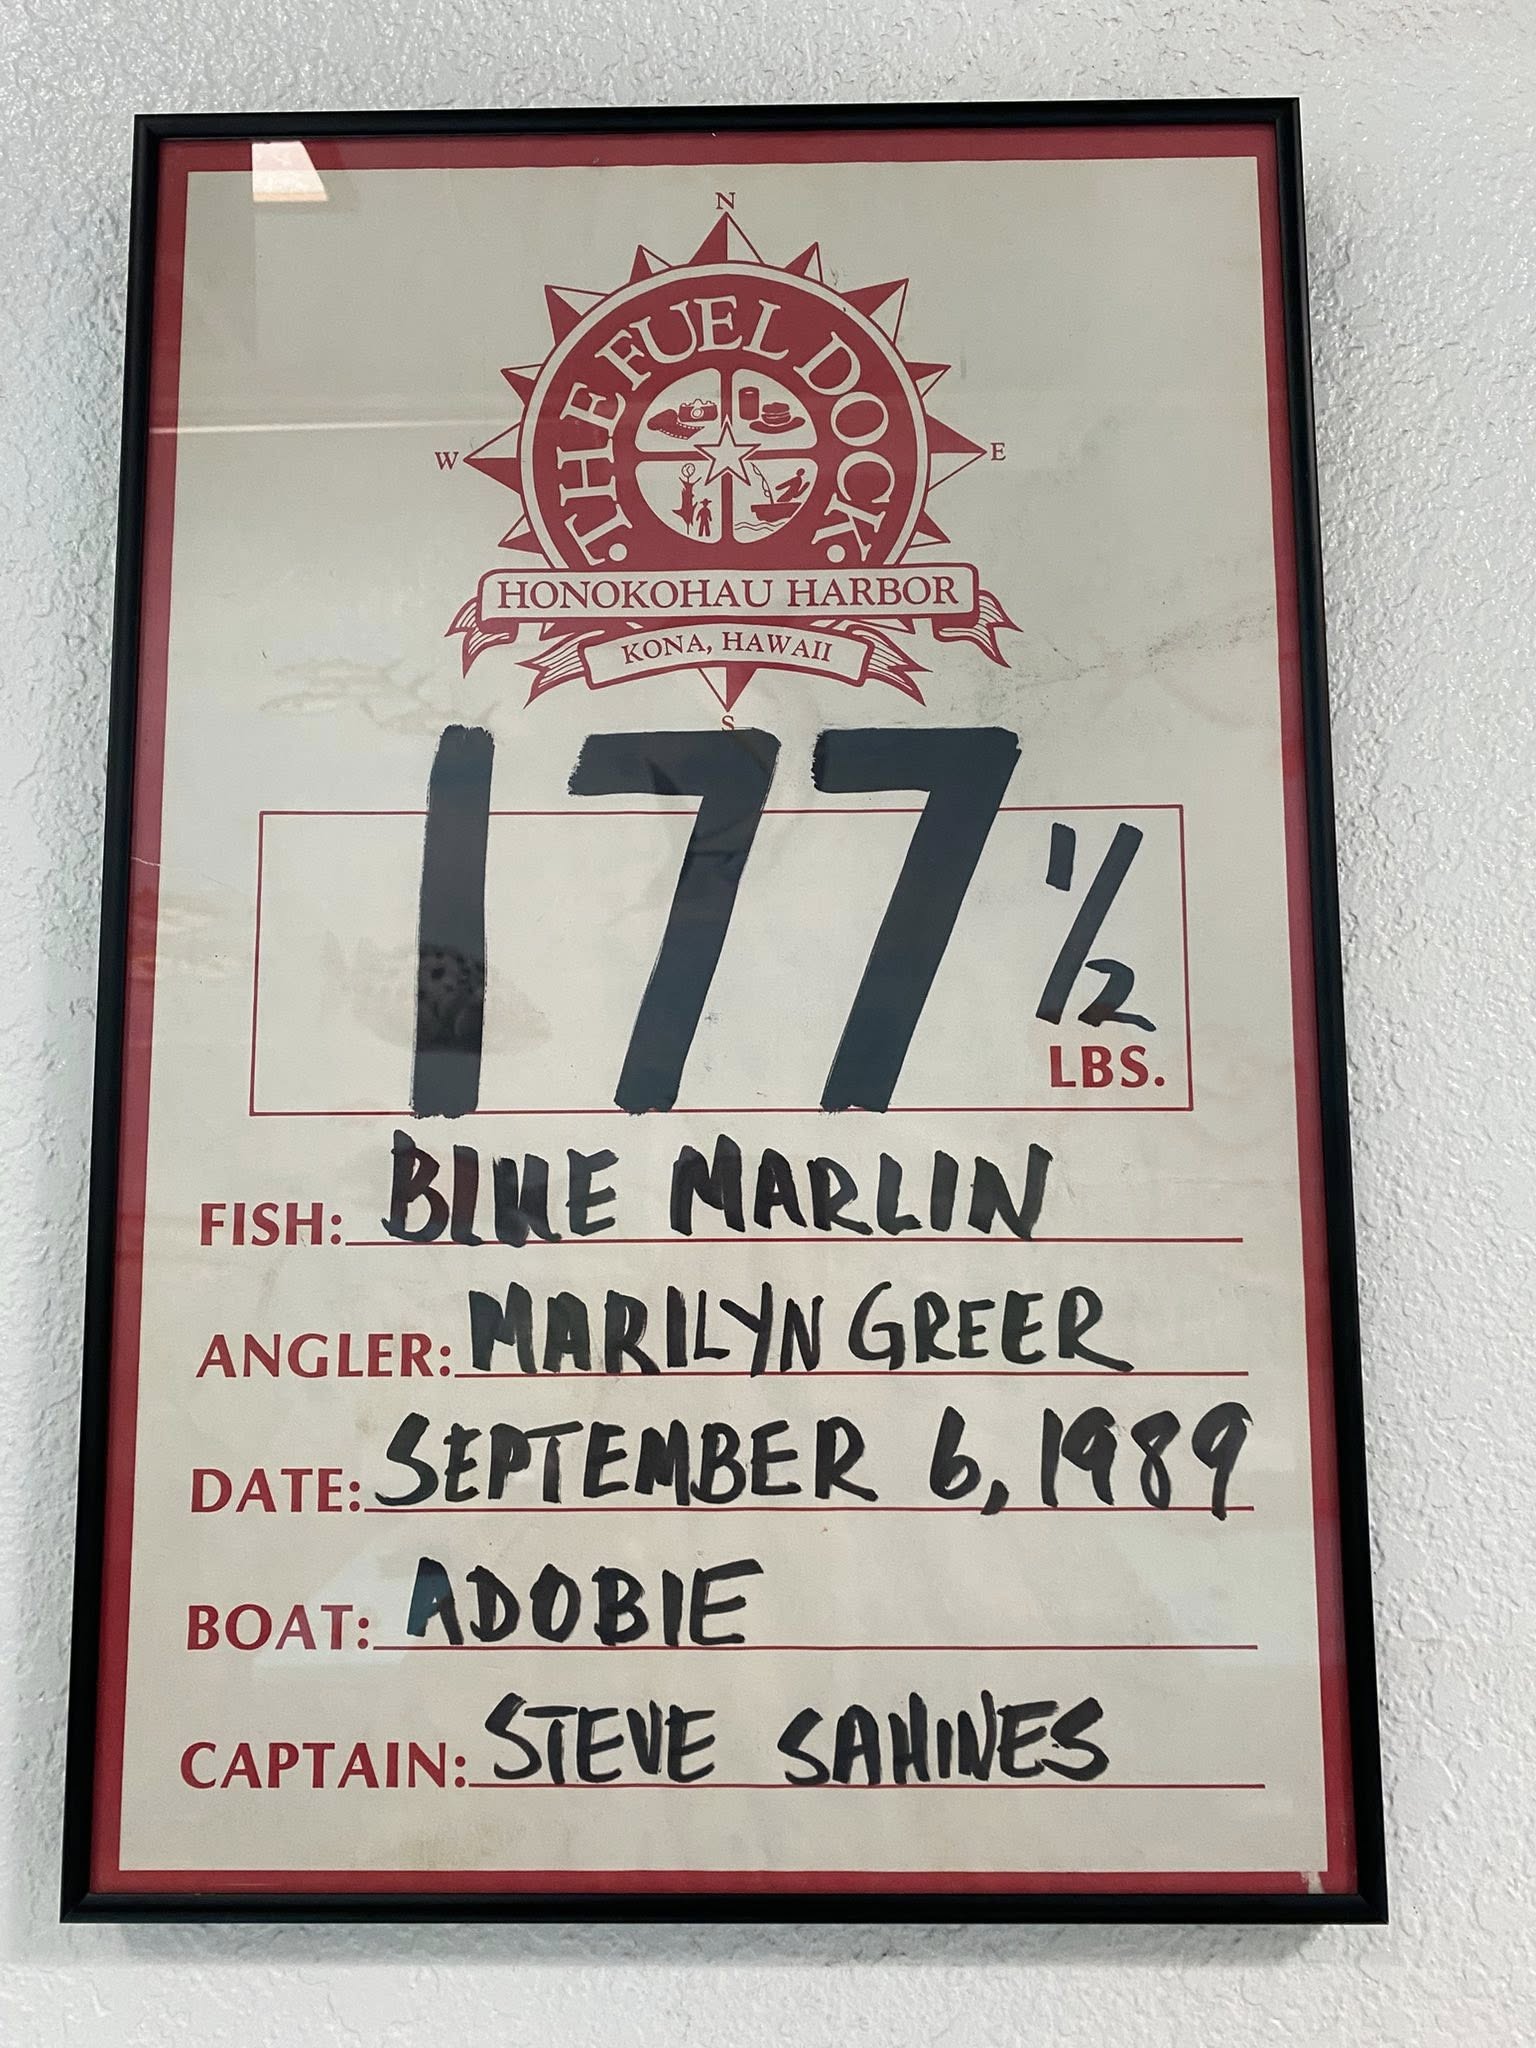 N
THE FUEL DOCK
W
E
HONOKOHAU HARBOR
KONA, HAWAII
S
177 1/2
LBS.
FISH: BLUE MARLIN
ANGLER: MARILYN GREER
DATE: SEPTEMBER 6, 1989
BOAT: ADOBIE
CAPTAIN: STEVE SAHINES